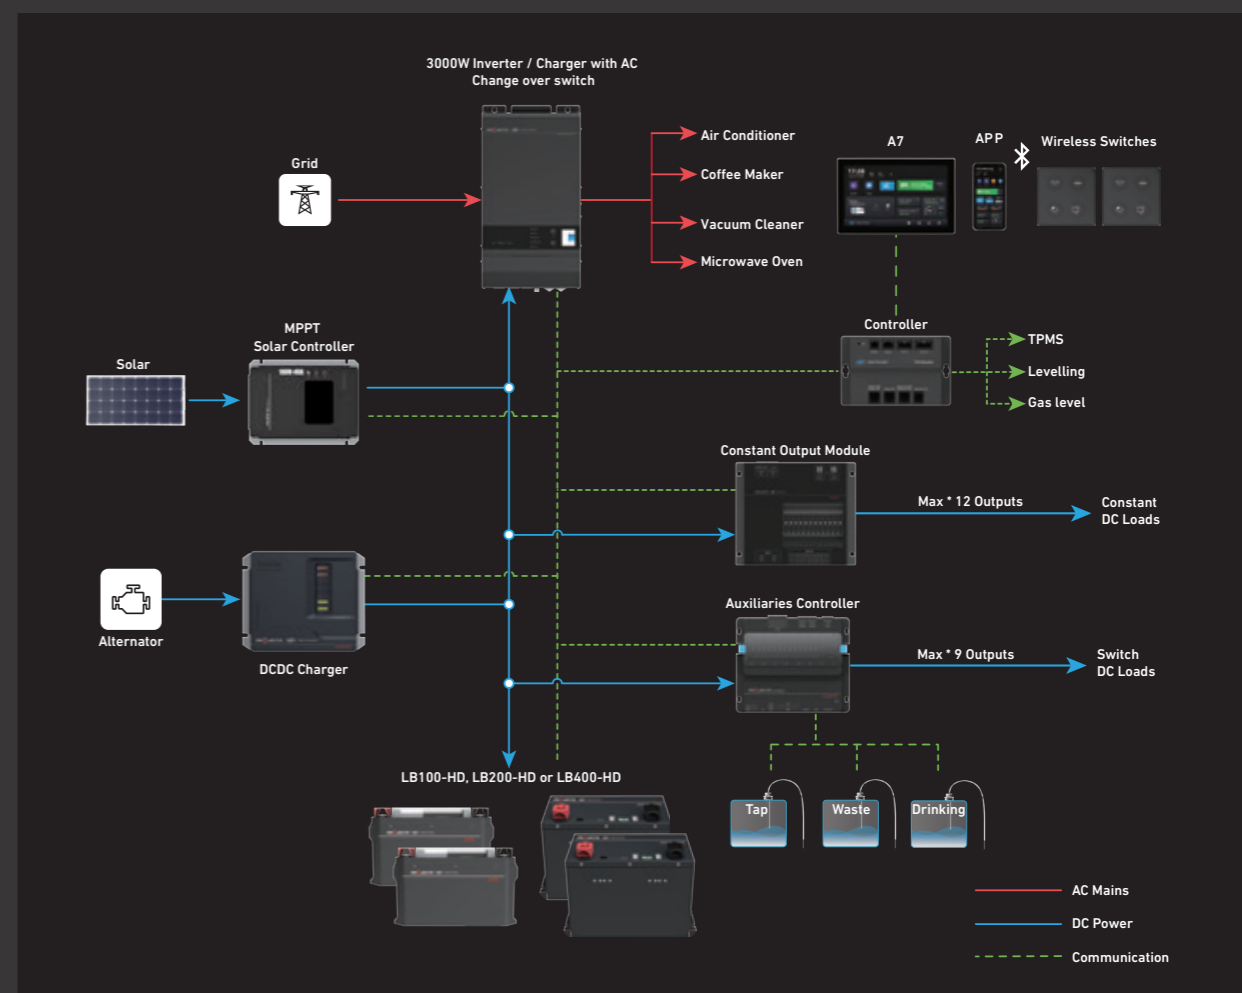 3000W Inverter / Charger with AC
Change over switch
Grid
Air Conditioner
Coffee Maker
Vacuum Cleaner
Microwave Oven
A7
APP
Wireless Switches
MPPT
Solar Controller
Solar
Controller
TPMS
Levelling
Gas level
Constant Output Module
Max * 12 Outputs
Constant
DC Loads
Alternator
DCDC Charger
Auxiliaries Controller
Max * 9 Outputs
Switch
DC Loads
LB100-HD, LB200-HD or LB400-HD
Tap
Waste
Drinking
AC Mains
DC Power
Communication